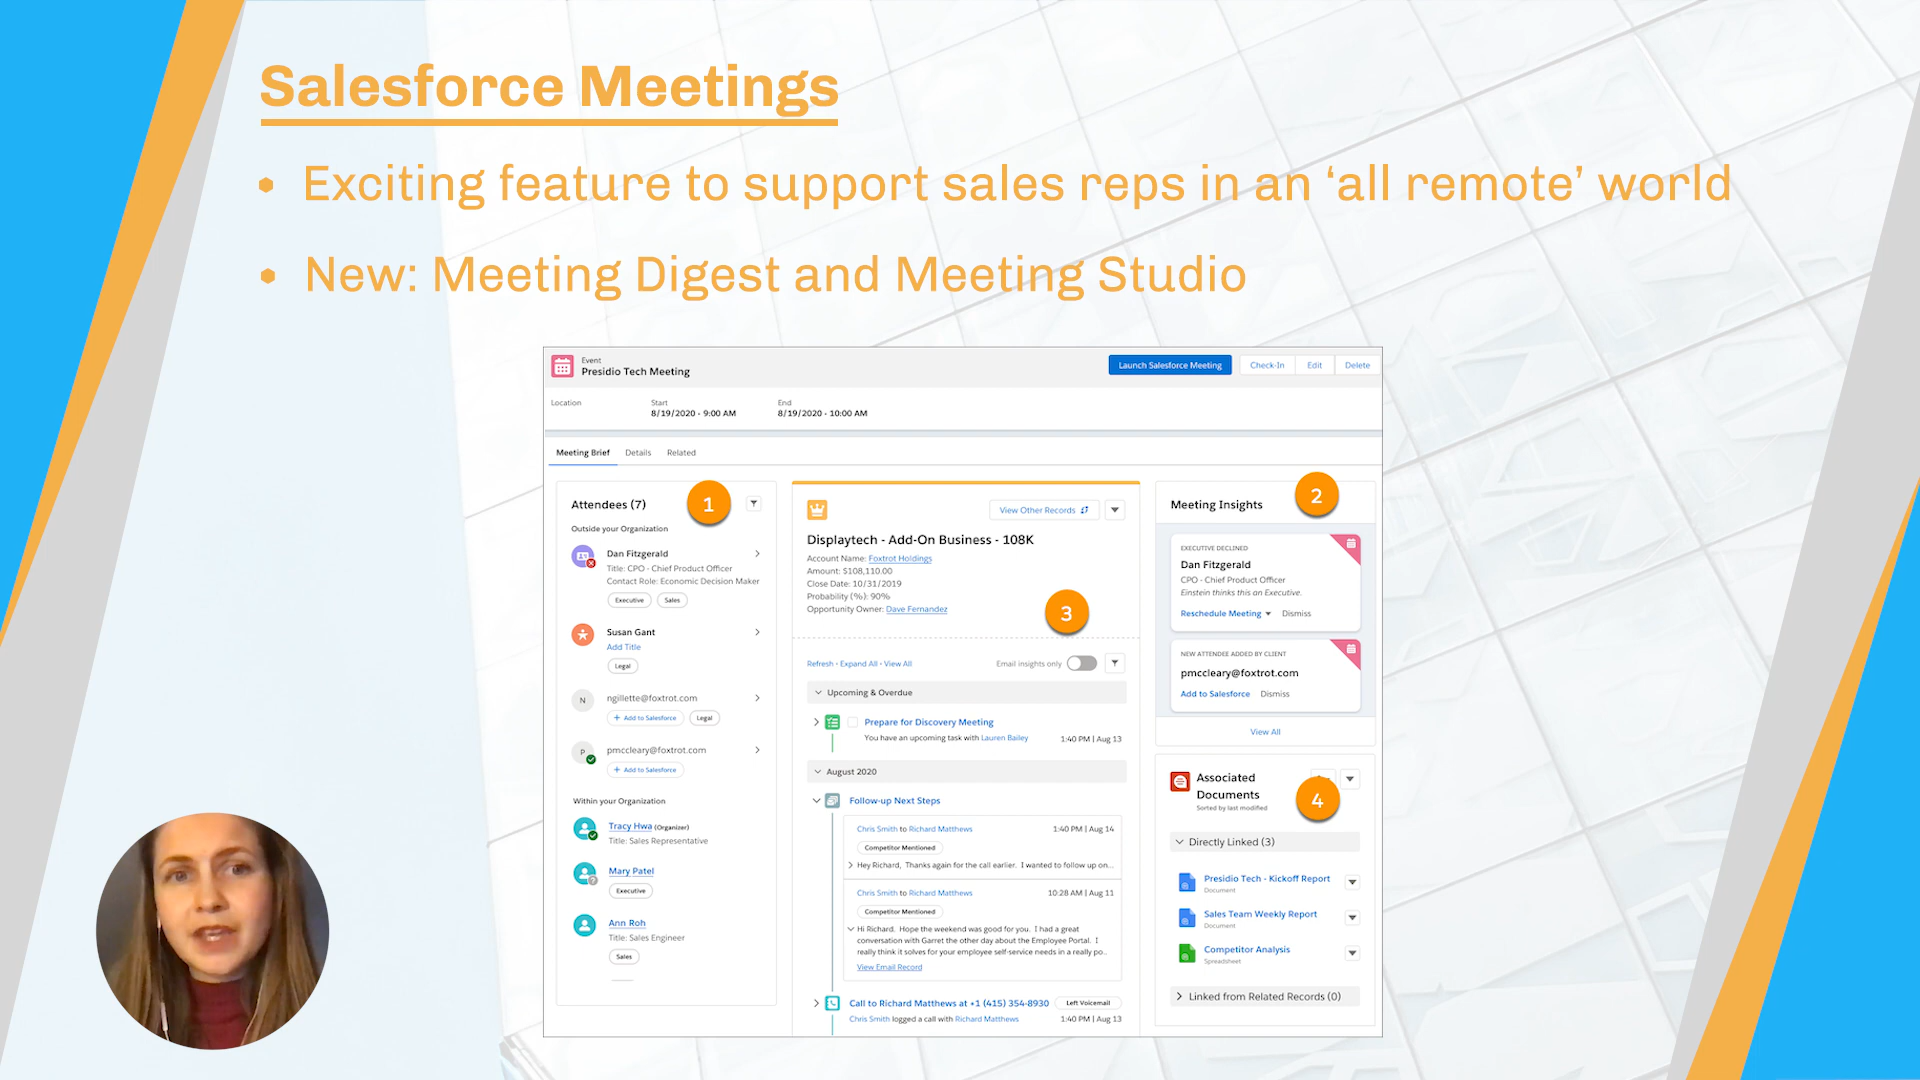 Salesforce Meetings
• Exciting feature to support sales reps in an ‘all remote’ world
• New: Meeting Digest and Meeting Studio
Event
Presidio Tech Meeting
Launch Salesforce Meeting
Check-In
Edit
Delete
Location
Start
8/19/2020 - 9:00 AM
End
8/19/2020 - 10:00 AM
Meeting Brief
Details
Related
Attendees (7)
1
Outside your Organization
Dan Fitzgerald
Title: CPO - Chief Product Officer
Contact Role: Economic Decision Maker
Executive
Sales
Susan Gant
Add Title
Legal
N
ngillette@foxtrot.com
+ Add to Salesforce
Legal
P
pmccleary@foxtrot.com
+ Add to Salesforce
Within your Organization
Tracy Hwa (Organizer)
Title: Sales Representative
Mary Patel
Executive
Ann Roh
Title: Sales Engineer
Sales
View Other Records
Displaytech - Add-On Business - 108K
Account Name: Foxtrot Holdings
Amount: $108,110.00
Close Date: 10/31/2019
Probability (%): 90%
Opportunity Owner: Dave Fernandez
3
Refresh • Expand All • View All
Email insights only
Upcoming & Overdue
Prepare for Discovery Meeting
You have an upcoming task with Lauren Bailey
1:40 PM | Aug 13
August 2020
Follow-up Next Steps
Chris Smith to Richard Matthews
1:40 PM | Aug 14
Competitor Mentioned
Hey Richard, Thanks again for the call earlier. I wanted to follow up on...
Chris Smith to Richard Matthews
10:28 AM | Aug 11
Competitor Mentioned
Hi Richard. Hope the weekend was good for you. I had a great
conversation with Garret the other day about the Employee Portal. I
really think it solves for your employee self-service needs in a really po..
View Email Record
Call to Richard Matthews at +1 (415) 354-8930
Left Voicemail
Chris Smith logged a call with Richard Matthews
1:40 PM | Aug 13
Meeting Insights
2
EXECUTIVE DECLINED
Dan Fitzgerald
CPO - Chief Product Officer
Einstein thinks this an Executive.
Reschedule Meeting
Dismiss
NEW ATTENDEE ADDED BY CLIENT
pmccleary@foxtrot.com
Add to Salesforce
Dismiss
View All
Associated
Documents
Sorted by last modified
4
Directly Linked (3)
Presidio Tech - Kickoff Report
Document
Sales Team Weekly Report
Document
Competitor Analysis
Spreadsheet
Linked from Related Records (0)